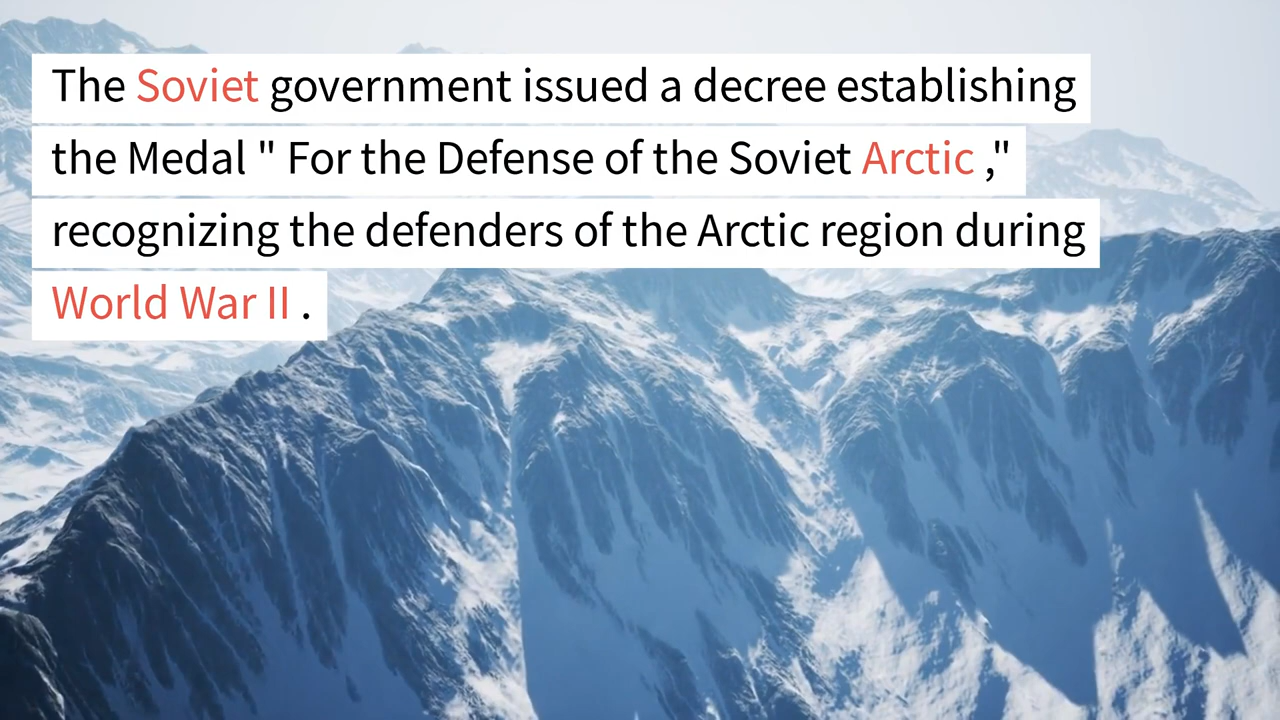 The Soviet government issued a decree establishing
the Medal " For the Defense of the Soviet Arctic ,"
recognizing the defenders of the Arctic region during
World War II .